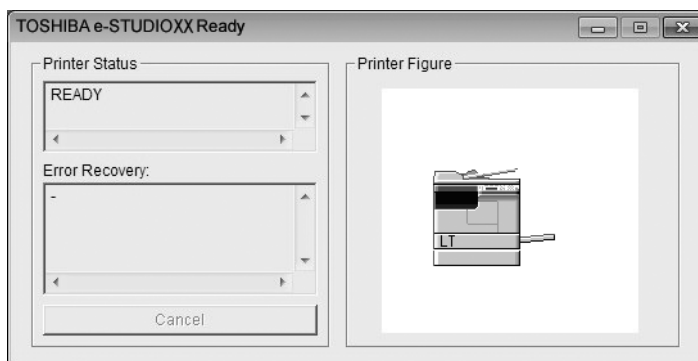 TOSHIBA e-STUDIOXX Ready
Printer Status
READY
Error Recovery:
-
Cancel
Printer Figure
LT